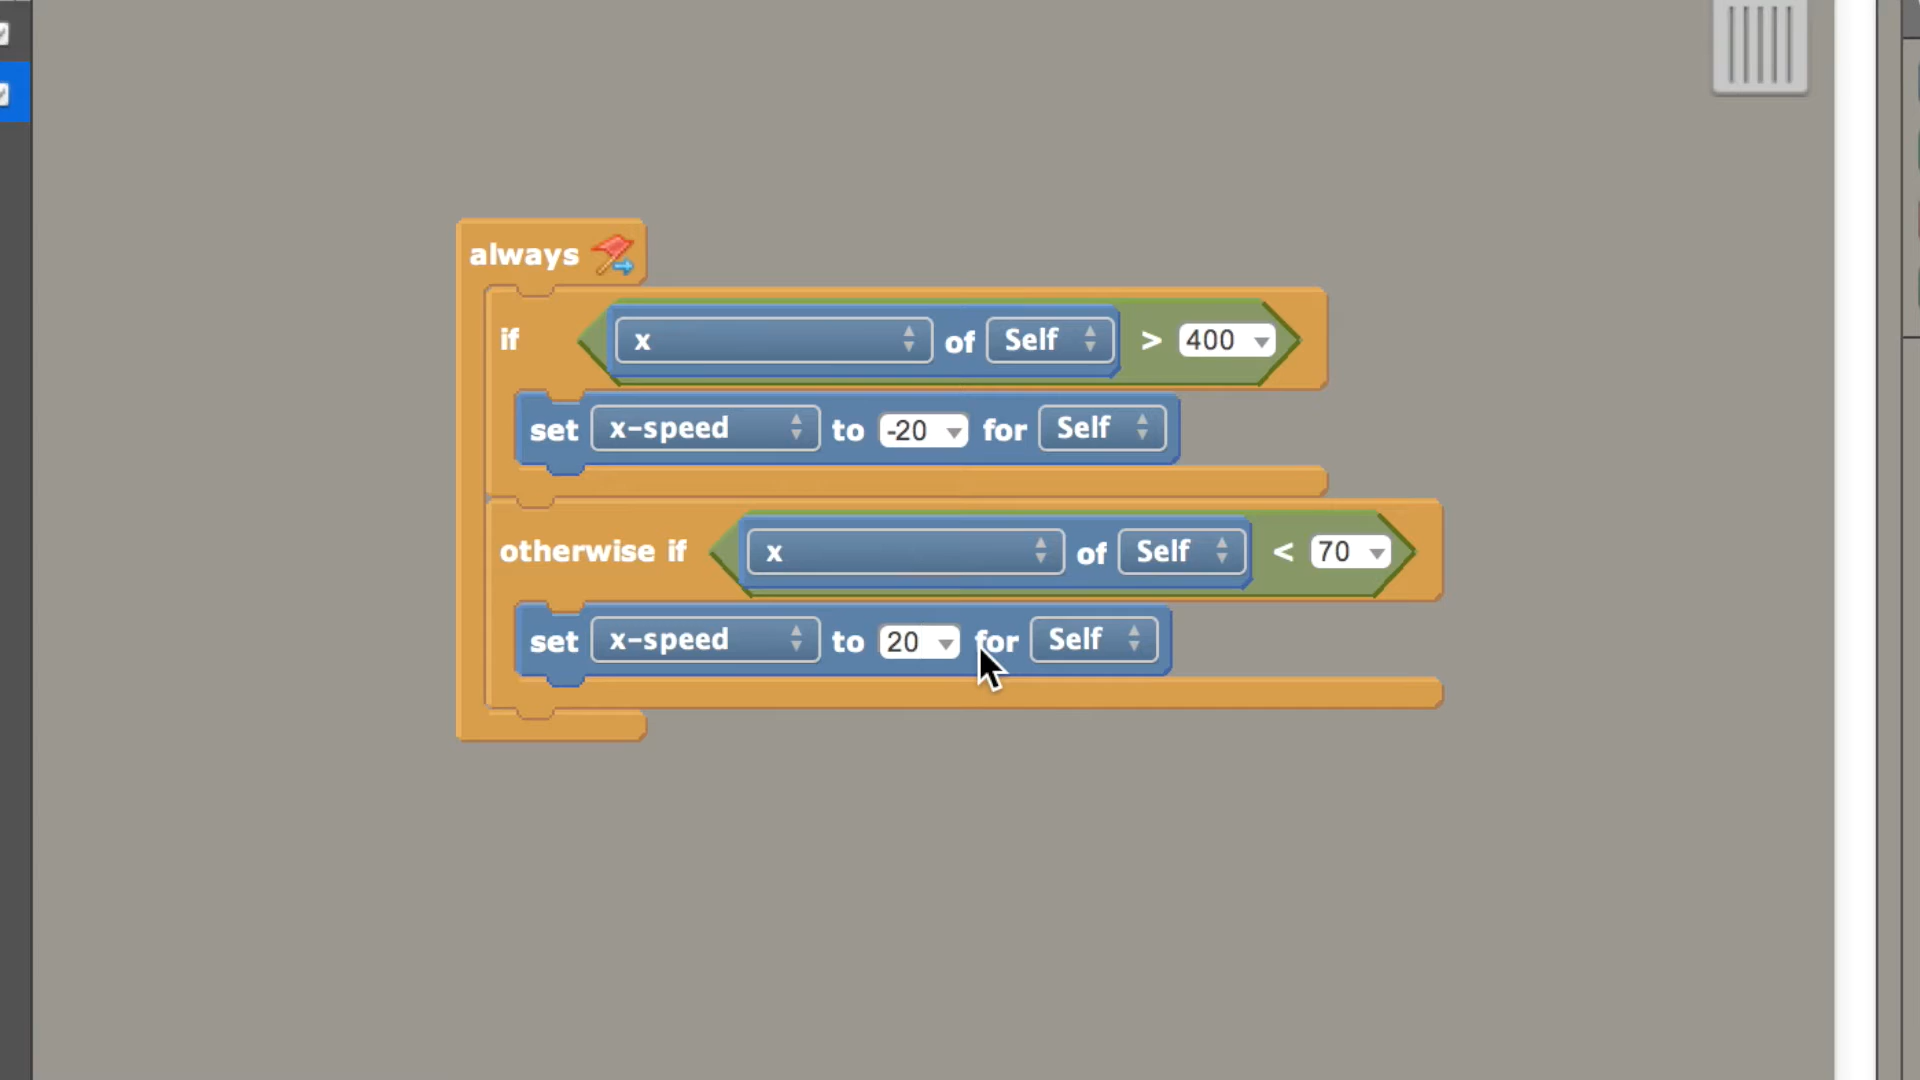 always
if x of Self > 400
set x-speed to -20 for Self
otherwise if x of Self < 70
set x-speed to 20 for Self